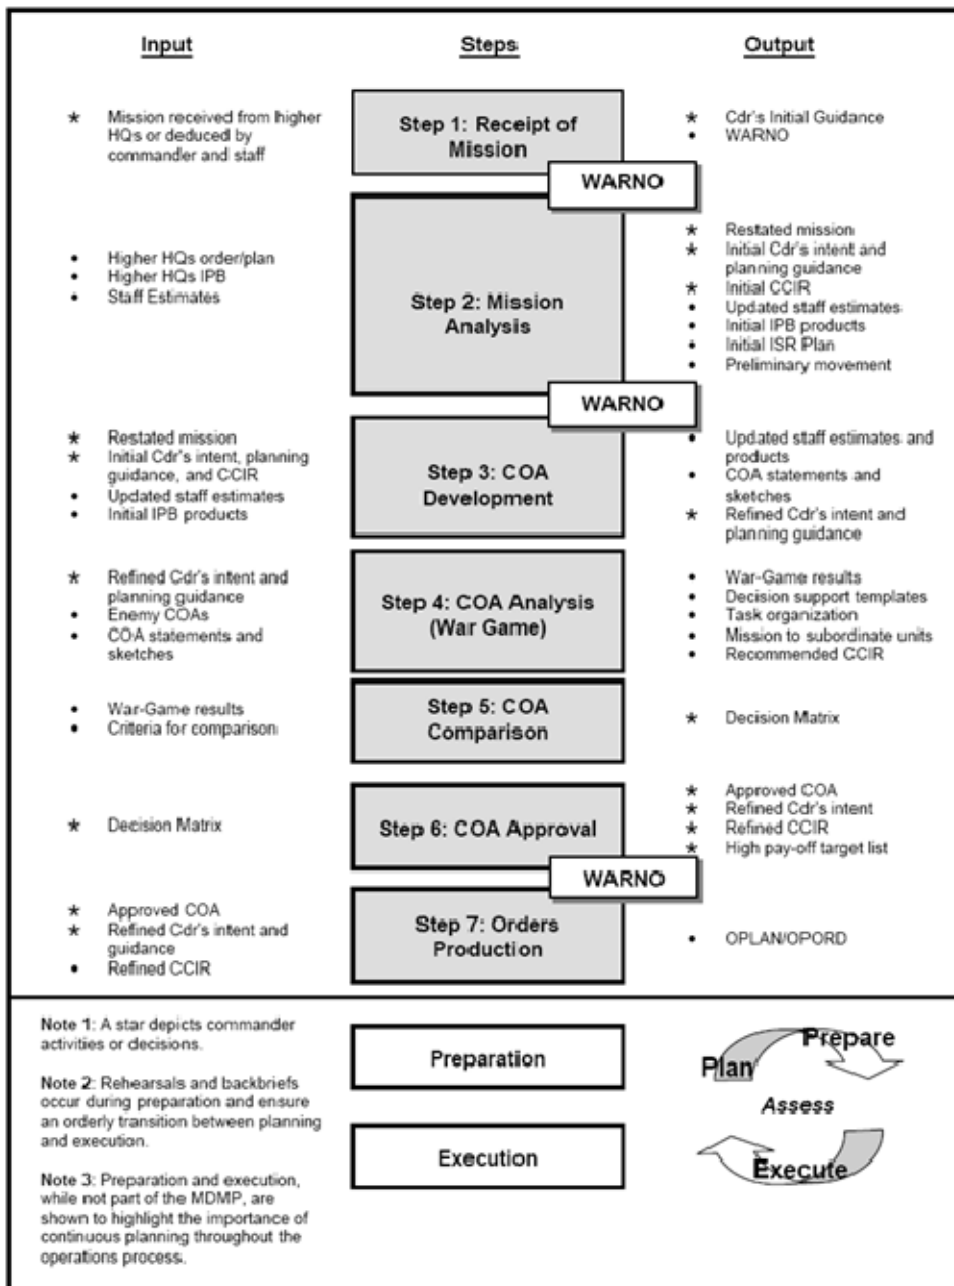 Input
Steps
Output
* Mission received from higher
HQs or deduced by
commander and staff
Step 1: Receipt of
Mission
* Cdr's Initial Guidance
• WARNO
WARNO
• Higher HQs order/plan
• Higher HQs IPB
• Staff Estimates
Step 2: Mission
Analysis
* Restated mission
* Initial Cdr's intent and
planning guidance
* Initial CCIR
• Updated staff estimates
• Initial IPB products
• Initial ISR Plan
• Preliminary movement
WARNO
* Restated mission
* Initial Cdr's intent, planning
guidance, and CCIR
• Updated staff estimates
• Initial IPB products
Step 3: COA
Development
• Updated staff estimates and
products
• COA statements and
sketches
* Refined Cdr's intent and
planning guidance
* Refined Cdr's intent and
planning guidance
• Enemy COAs
• COA statements and
sketches
Step 4: COA Analysis
(War Game)
• War-Game results
• Decision support templates
• Task organization
• Mission to subordinate units
• Recommended CCIR
• War-Game results
• Criteria for comparison
Step 5: COA
Comparison
* Decision Matrix
* Decision Matrix
Step 6: COA Approval
* Approved COA
* Refined Cdr's intent
* Refined CCIR
* High pay-off target list
WARNO
* Approved COA
* Refined Cdr's intent and
guidance
• Refined CCIR
Step 7: Orders
Production
• OPLAN/OPORD
Note 1: A star depicts commander
activities or decisions.
Note 2: Rehearsals and backbriefs
occur during preparation and ensure
an orderly transition between planning
and execution.
Note 3: Preparation and execution,
while not part of the MDMP, are
shown to highlight the importance of
continuous planning throughout the
operations process.
Preparation
Execution
Plan
Prepare
Assess
Execute